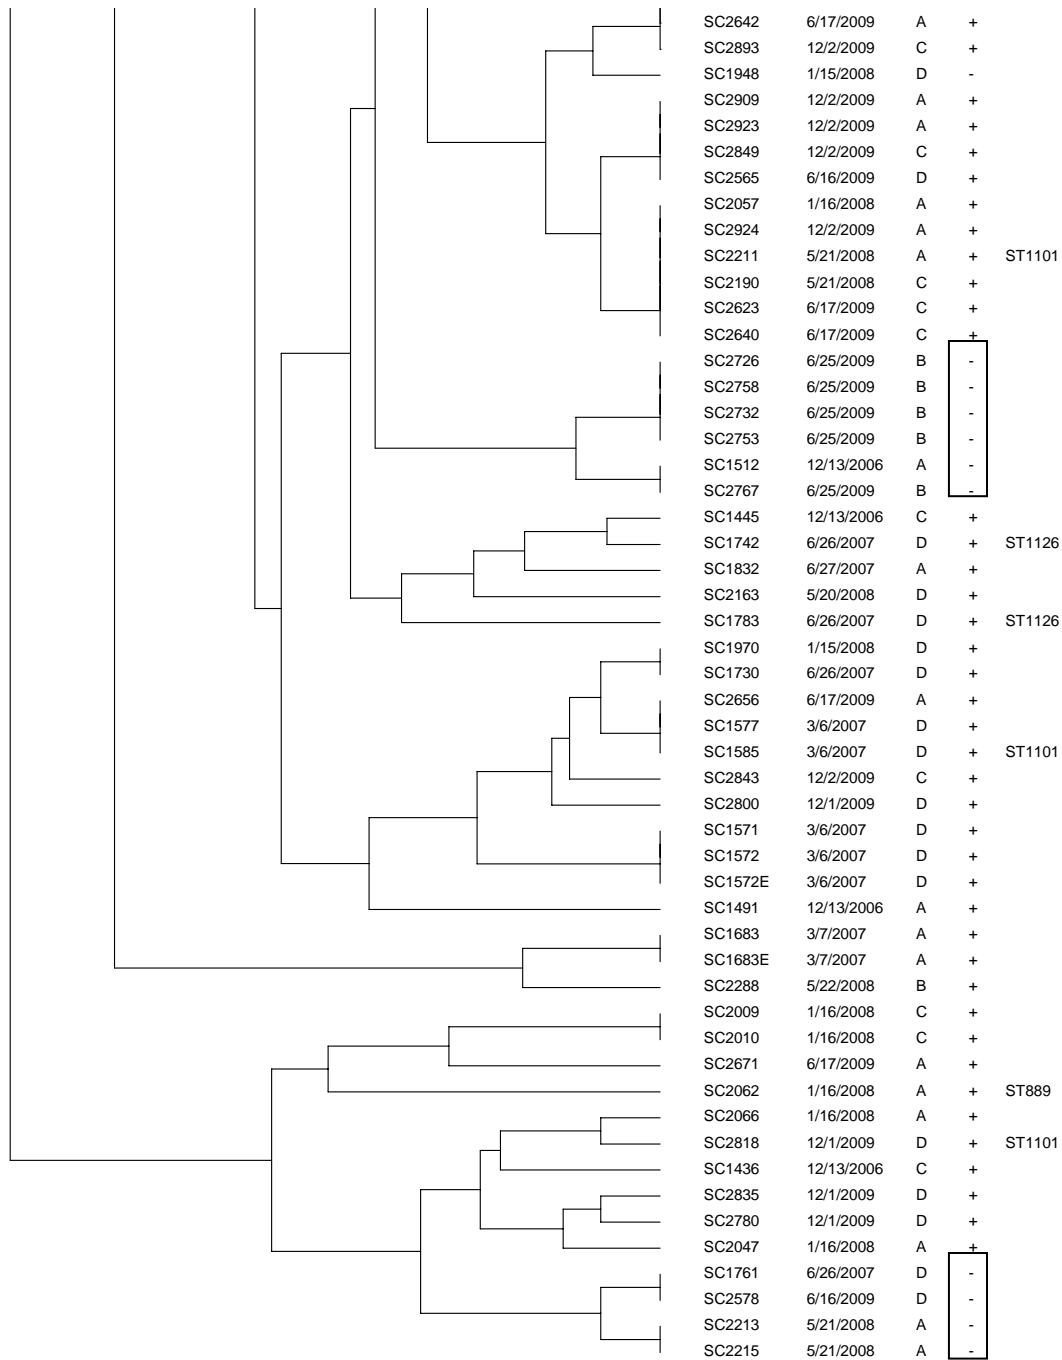 SC2642 6/17/2009 A +
SC2893 12/2/2009 C +
SC1948 1/15/2008 D -
SC2909 12/2/2009 A +
SC2923 12/2/2009 A +
SC2849 12/2/2009 C +
SC2565 6/16/2009 D +
SC2057 1/16/2008 A +
SC2924 12/2/2009 A +
SC2211 5/21/2008 A + ST1101
SC2190 5/21/2008 C +
SC2623 6/17/2009 C +
SC2640 6/17/2009 C +
SC2726 6/25/2009 B -
SC2758 6/25/2009 B -
SC2732 6/25/2009 B -
SC2753 6/25/2009 B -
SC1512 12/13/2006 A -
SC2767 6/25/2009 B -
SC1445 12/13/2006 C +
SC1742 6/26/2007 D + ST1126
SC1832 6/27/2007 A +
SC2163 5/20/2008 D +
SC1783 6/26/2007 D + ST1126
SC1970 1/15/2008 D +
SC1730 6/26/2007 D +
SC2656 6/17/2009 A +
SC1577 3/6/2007 D +
SC1585 3/6/2007 D + ST1101
SC2843 12/2/2009 C +
SC2800 12/1/2009 D +
SC1571 3/6/2007 D +
SC1572 3/6/2007 D +
SC1572E 3/6/2007 D +
SC1491 12/13/2006 A +
SC1683 3/7/2007 A +
SC1683E 3/7/2007 A +
SC2288 5/22/2008 B +
SC2009 1/16/2008 C +
SC2010 1/16/2008 C +
SC2671 6/17/2009 A +
SC2062 1/16/2008 A + ST889
SC2066 1/16/2008 A +
SC2818 12/1/2009 D + ST1101
SC1436 12/13/2006 C +
SC2835 12/1/2009 D +
SC2780 12/1/2009 D +
SC2047 1/16/2008 A +
SC1761 6/26/2007 D -
SC2578 6/16/2009 D -
SC2213 5/21/2008 A -
SC2215 5/21/2008 A -